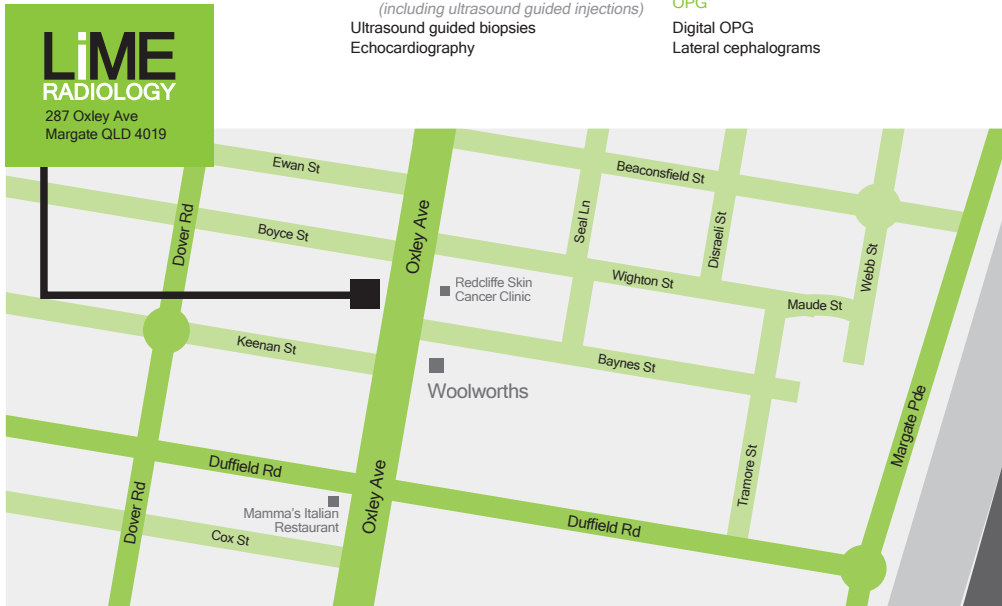 (including ultrasound guided injections)
Ultrasound guided biopsies
Echocardiography
OPG
Digital OPG
Lateral cephalograms
LiME
RADIOLOGY
287 Oxley Ave
Margate QLD 4019
Ewan St
Beaconsfield St
Boyce St
Dover Rd
Oxley Ave
Seal Ln
Disraeli St
Webb St
Wighton St
Redcliffe Skin
Cancer Clinic
Maude St
Keenan St
Baynes St
Woolworths
Margate Pde
Duffield Rd
Tramore St
Oxley Ave
Mamma's Italian
Restaurant
Dover Rd
Cox St
Duffield Rd